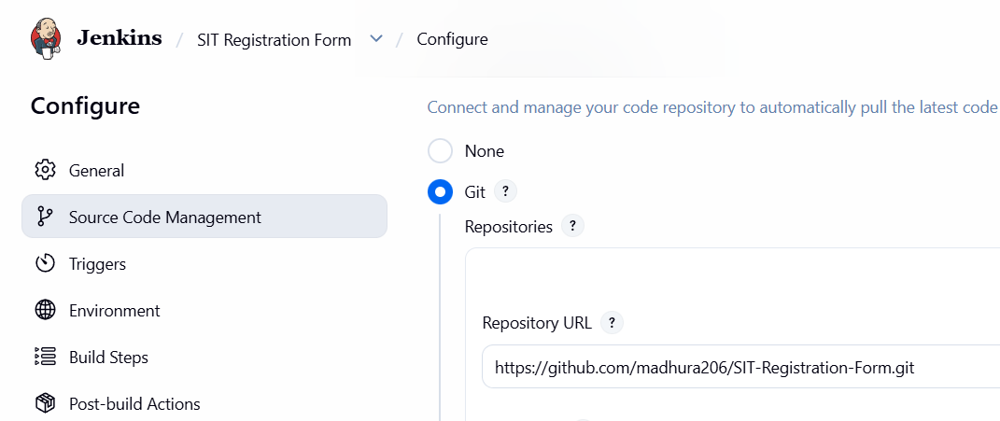 Jenkins / SIT Registration Form / Configure
Configure
Connect and manage your code repository to automatically pull the latest code
None
General
Git ?
Source Code Management
Repositories ?
Triggers
Environment
Repository URL ?
Build Steps
https://github.com/madhura206/SIT-Registration-Form.git
Post-build Actions